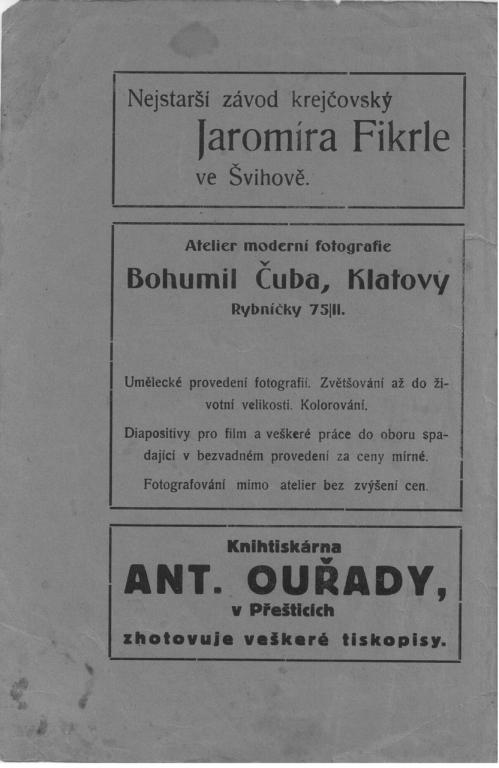 Nejstarší závod krejčovský
Jaromíra Fikrle
ve Švihově.
Atelier moderní fotografie
Bohumil Čuba, Klatovy
Rybníčky 75|II.
Umělecké provedení fotografií. Zvětšování až do ži-
votní velikosti. Kolorování.
Diapositivy pro film a veškeré práce do oboru spa-
dající v bezvadném provedení za ceny mírné.
Fotografování mimo atelier bez zvýšení cen.
Knihtiskárna
ANT. OUŘADY,
v Přešticích
zhotovuje veškeré tiskopisy.